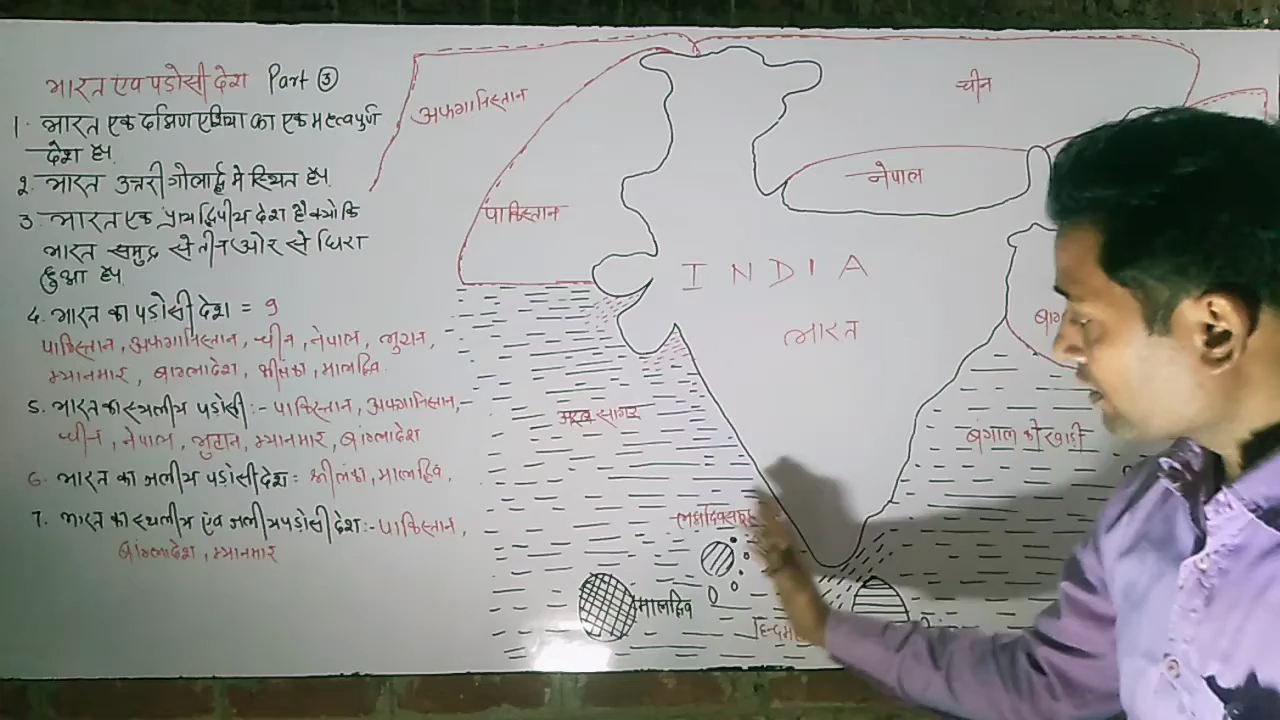 भारत एव पडोसी देश Part ③
1. भारत एक दक्षिण एशिया का एक महत्वपुर्ण
देश है।
2. भारत उत्तरी गोलार्द्ध मे स्थित है।
3. भारत एक प्रायद्विपीय देश है क्योकि
भारत समुद्र से तीन ओर से घिरा
हुआ है।
4. भारत का पडोसी देश = 9
पाकिस्तान, अफगानिस्तान, चीन, नेपाल, भुटान,
म्यानमार, बांग्लादेश, श्रीलंका, मालद्विव
5. भारत का स्थलीय पडोसी :- पाकिस्तान, अफगानिस्तान,-
चीन, नेपाल, भुटान, म्यानमार, बांग्लादेश
6. भारत का जलीय पड़ोसी देश: श्रीलंका, मालद्विव,
7. भारत का स्थलीय एंव जलीय पडोसी देश :- पाकिस्तान,
बांग्लादेश, म्यानमार
अफगानिस्तान
चीन
नेपाल
पाकिस्तान
INDIA
भारत
अरब सागर
बंगाल की खाडी
मालद्विव